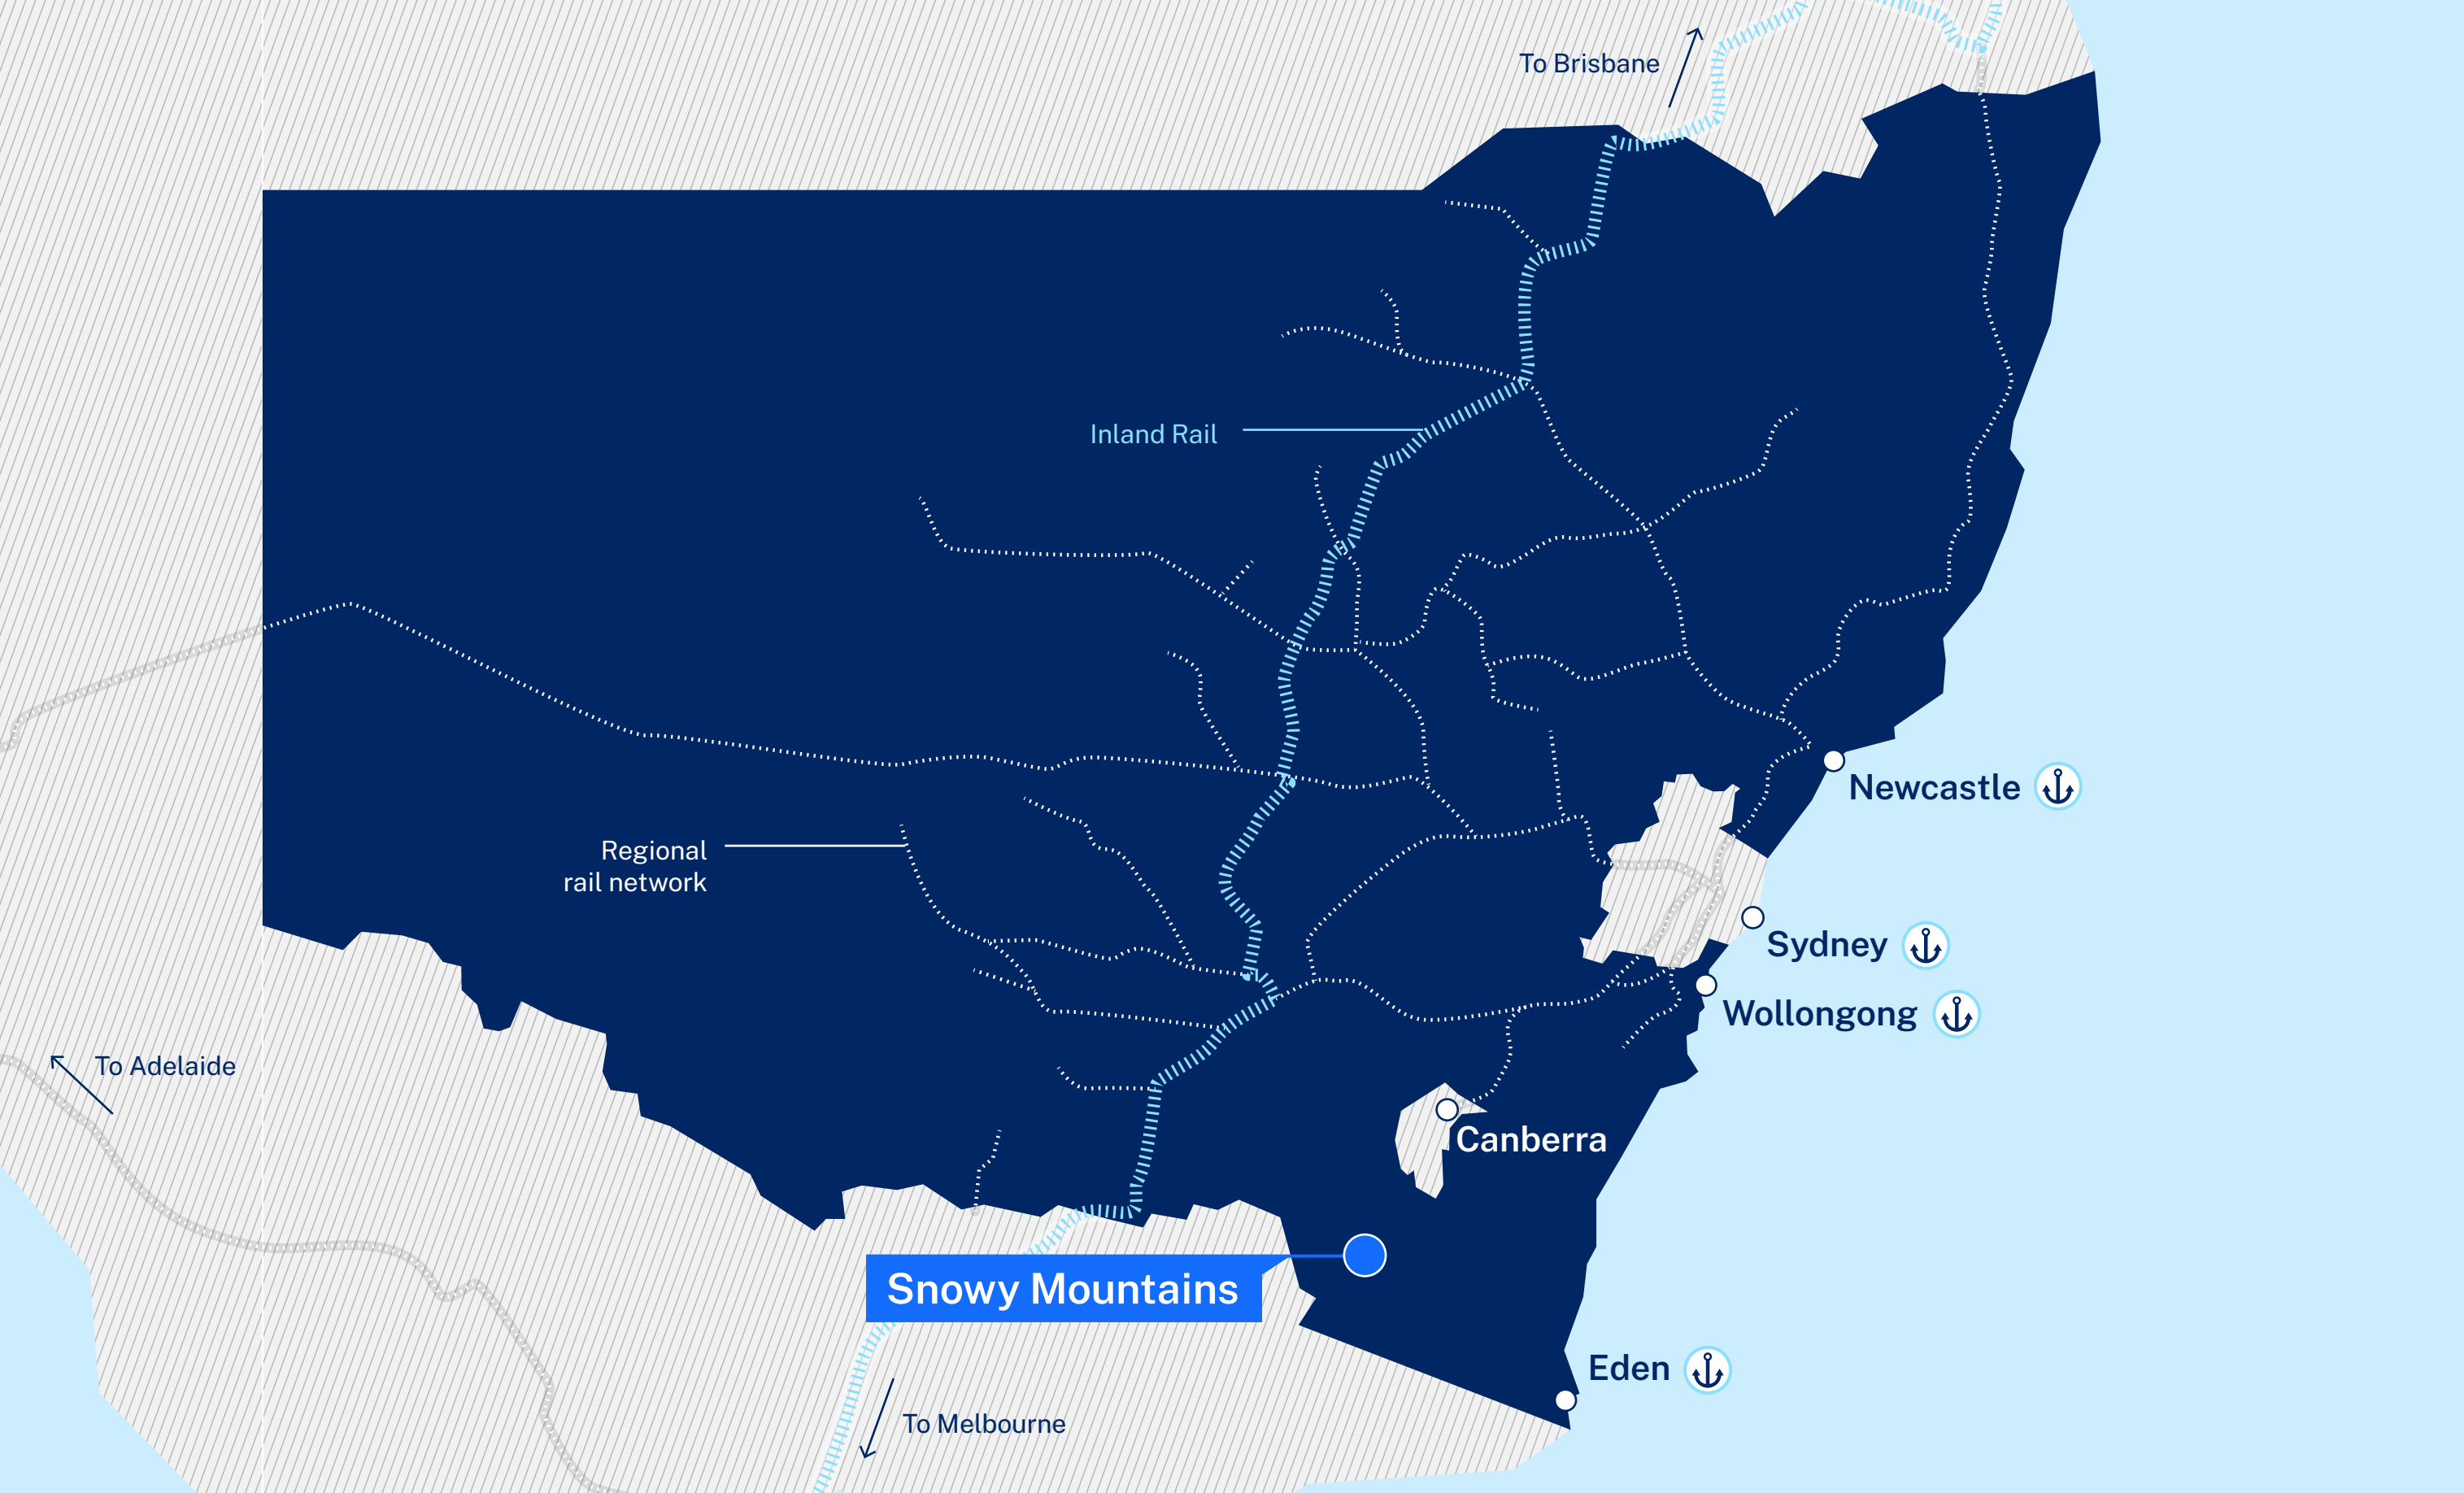 To Brisbane
Inland Rail
Newcastle
Regional
rail network
Sydney
Wollongong
To Adelaide
Canberra
Snowy Mountains
Eden
To Melbourne